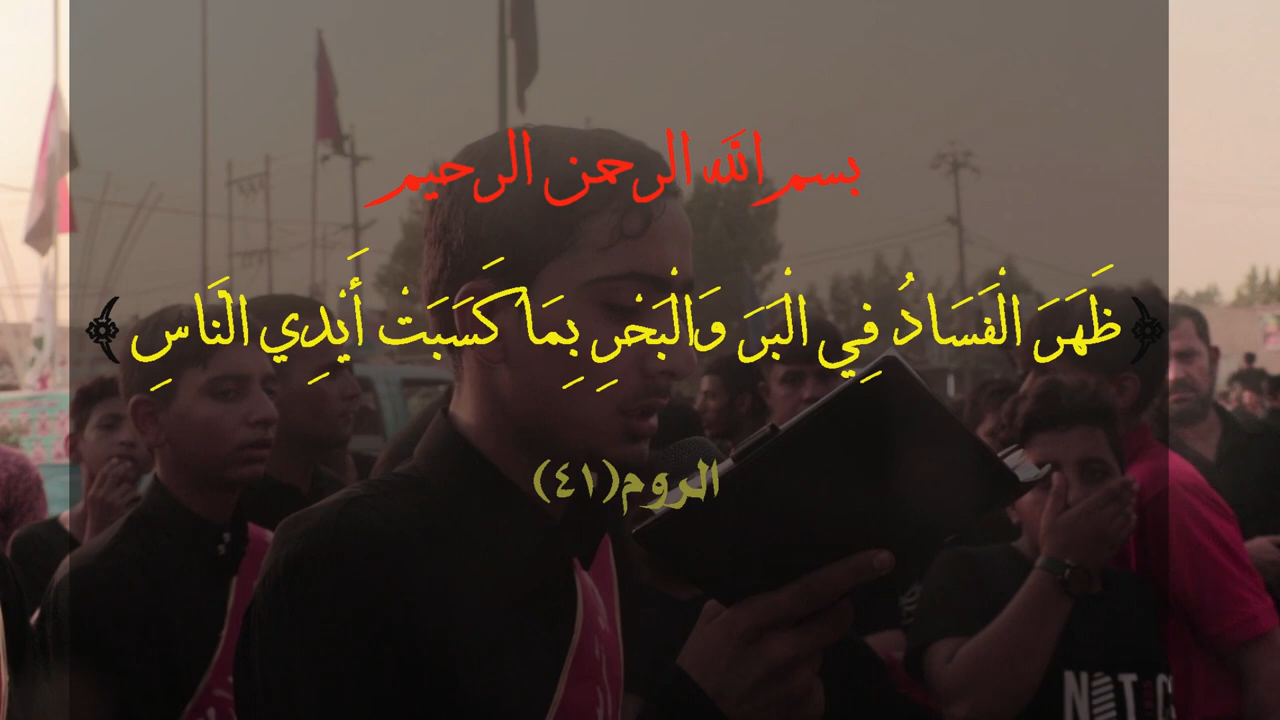 بسم الله الرحمن الرحيم
﴿ظَهَرَ الْفَسَادُ فِي الْبَرِّ وَالْبَحْرِ بِمَا كَسَبَتْ أَيْدِي النَّاسِ﴾
الروم(٤١)